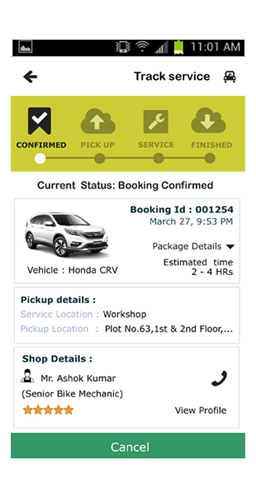 11:01 AM
Track service
CONFIRMED PICK UP SERVICE FINISHED
Current Status: Booking Confirmed
Booking Id : 001254
March 27, 9:53 PM
Package Details
Estimated time
2 - 4 HRs
Vehicle : Honda CRV
Pickup details :
Service Location : Workshop
Pickup Location : Plot No.63,1st & 2nd Floor,...
Shop Details :
Mr. Ashok Kumar
(Senior Bike Mechanic)
View Profile
Cancel